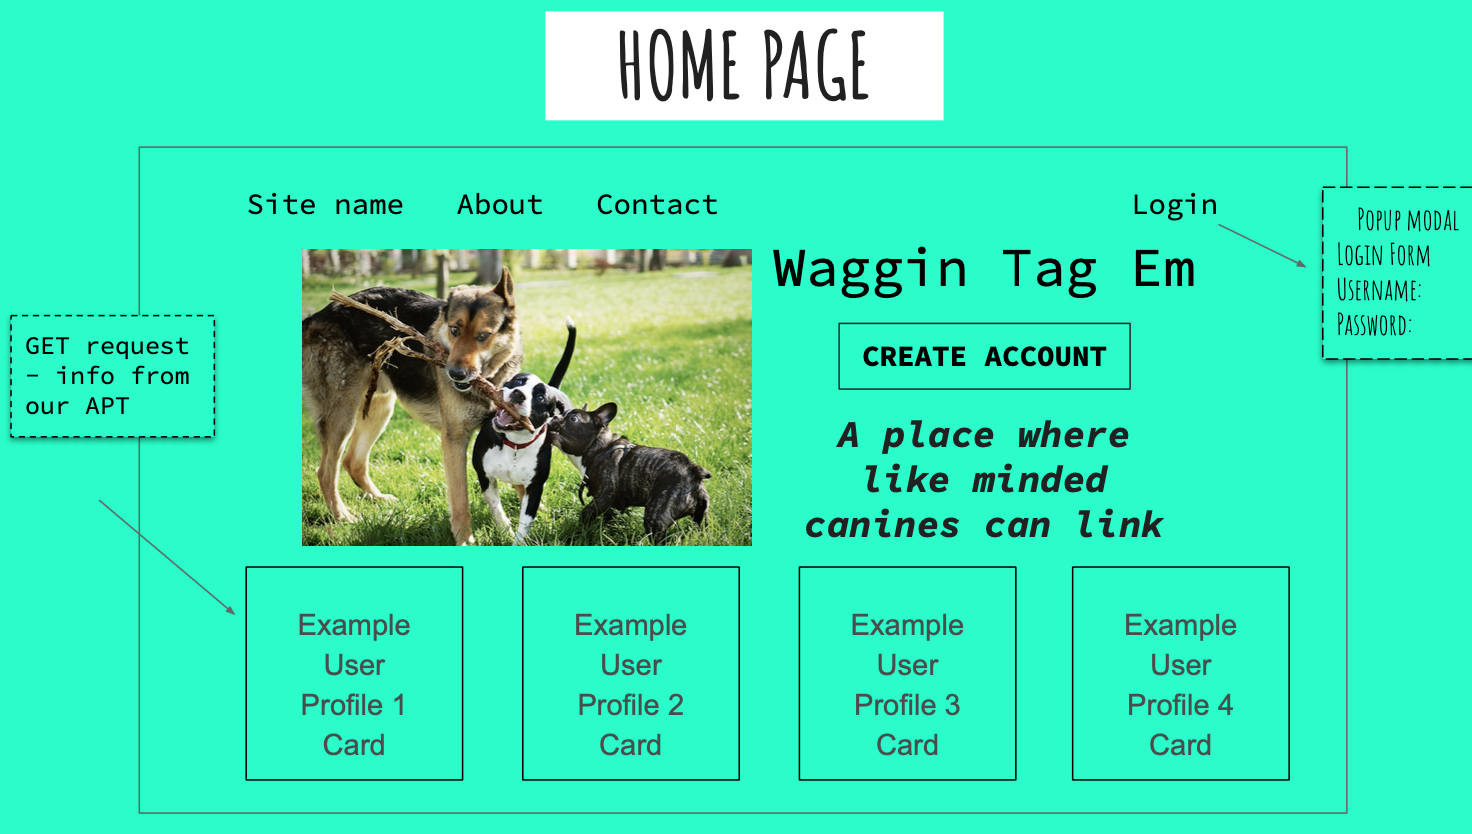 HOME PAGE
Site name About Contact Login
Popup modal
Login Form
Username:
Password:
Waggin Tag Em
GET request
- info from
our APT
CREATE ACCOUNT
A place where
like minded
canines can link
Example
User
Profile 1
Card
Example
User
Profile 2
Card
Example
User
Profile 3
Card
Example
User
Profile 4
Card